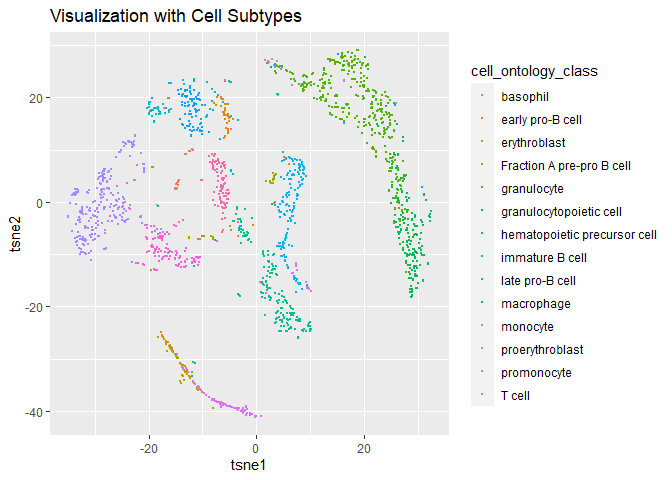 Visualization with Cell Subtypes
cell_ontology_class
basophil
early pro-B cell
erythroblast
Fraction A pre-pro B cell
granulocyte
granulocytopoietic cell
hematopoietic precursor cell
immature B cell
late pro-B cell
macrophage
monocyte
proerythroblast
promonocyte
T cell
tsne2
20
0
-20
-40
-20
0
20
tsne1